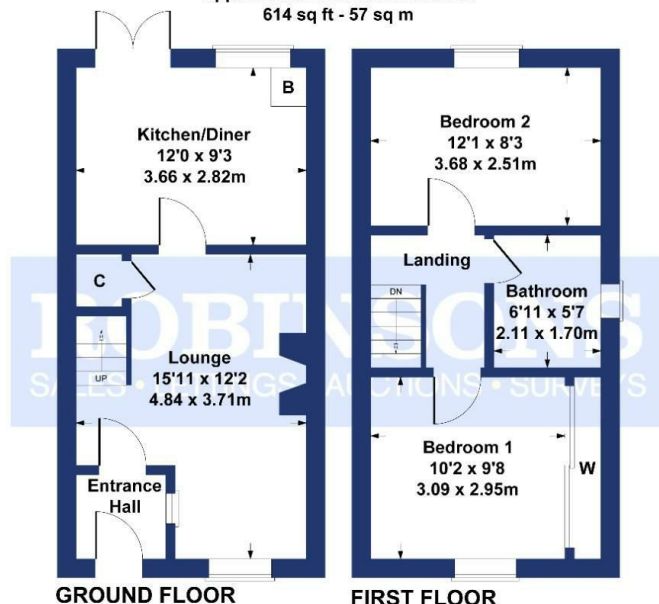 614 sq ft - 57 sq m
B
Kitchen/Diner
12'0 x 9'3
3.66 x 2.82m
C
UP
Lounge
15'11 x 12'2
4.84 x 3.71m
Entrance
Hall
GROUND FLOOR
Bedroom 2
12'1 x 8'3
3.68 x 2.51m
Landing
DN
Bathroom
6'11 x 5'7
2.11 x 1.70m
Bedroom 1
10'2 x 9'8
3.09 x 2.95m
W
FIRST FLOOR
ROBINSONS
SALES • LETTINGS • AUCTIONS • SURVEYS